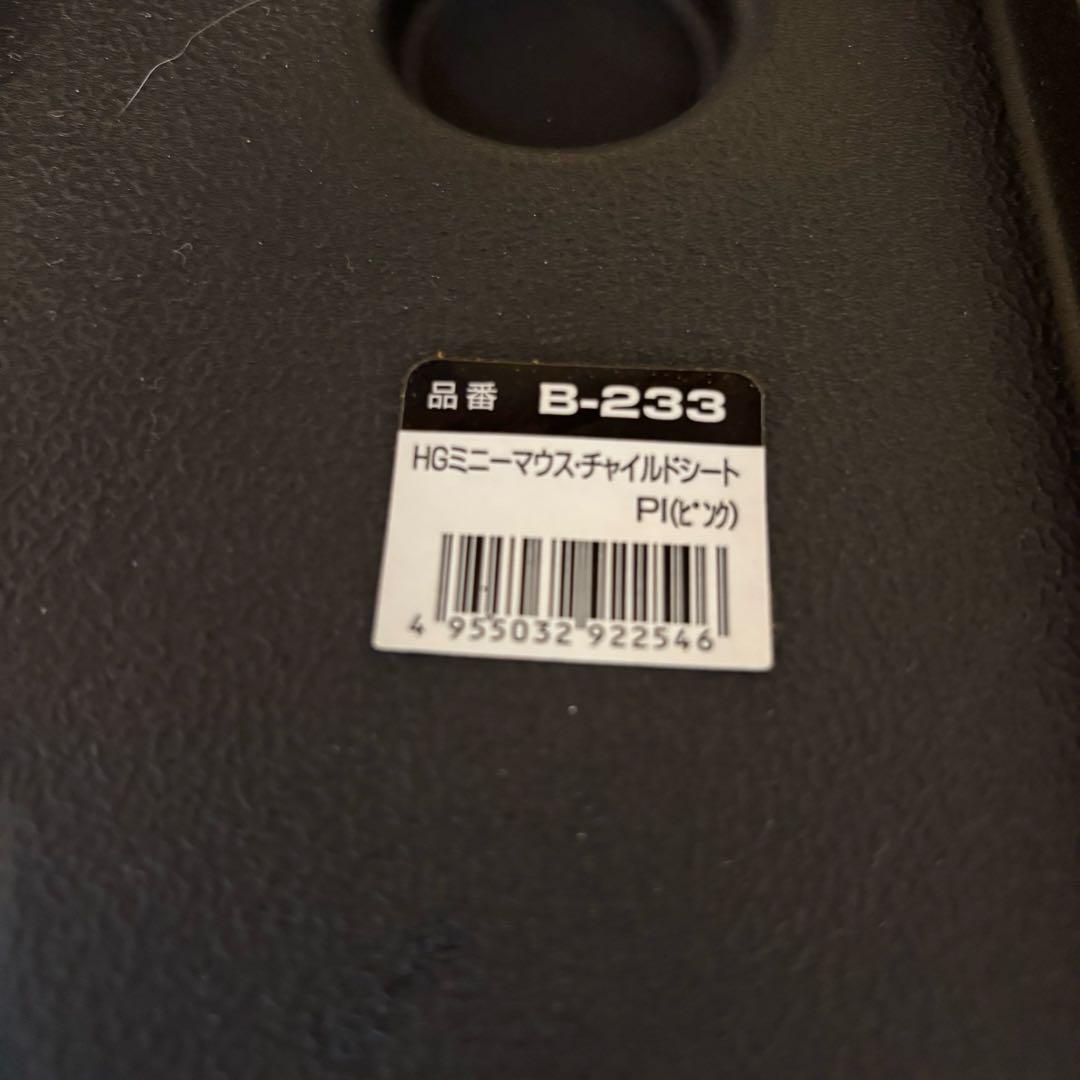 品番 B-233
HGミニーマウス・チャイルドシート
PI(ﾋﾟﾝｸ)
4 955032 922546